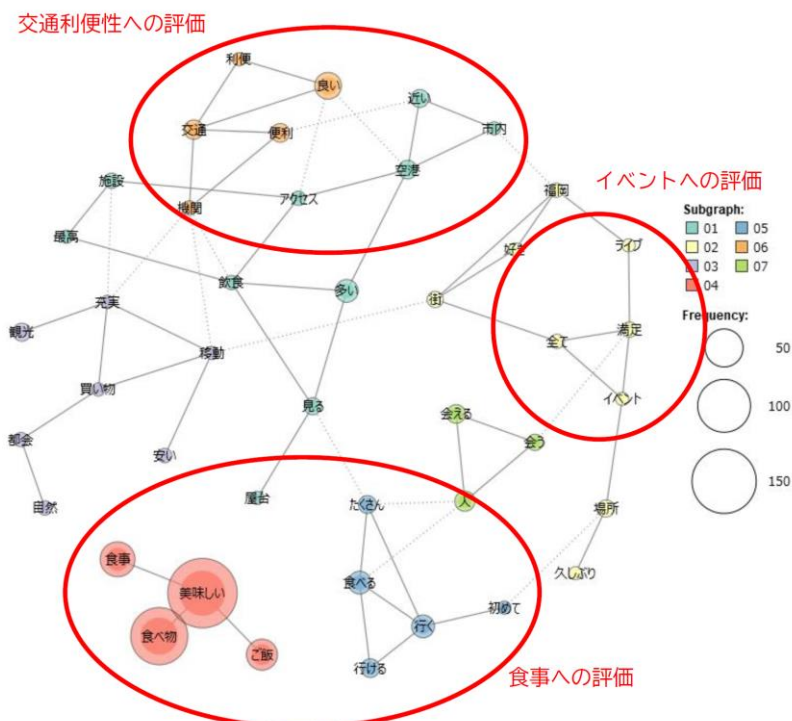 交通利便性への評価
利便
良い
近い
交通
便利
市内
空港
施設
アクセス
機関
福岡
イベントへの評価
Subgraph:
01 05
02 06
03 07
04
最高
好き
ライブ
飲食
多い
街
充実
Frequency:
50
100
150
観光
移動
全て
満足
買い物
イベント
見る
会える
会う
都会
安い
自然
屋台
たくさん
人
場所
食事
美味しい
食べる
久しぶり
初めて
食べ物
行く
ご飯
行ける
食事への評価